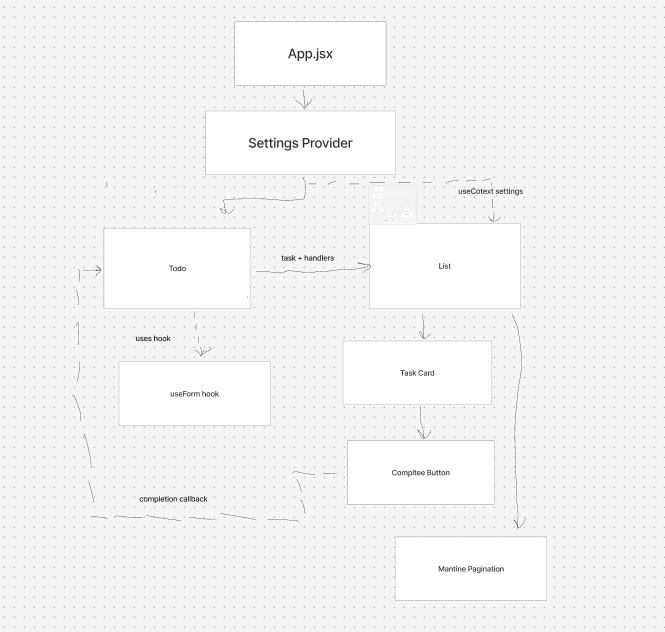 App.jsx
Settings Provider
useCotext settings
task + handlers
Todo
List
uses hook
useForm hook
Task Card
Compltee Button
completion callback
Mantine Pagination